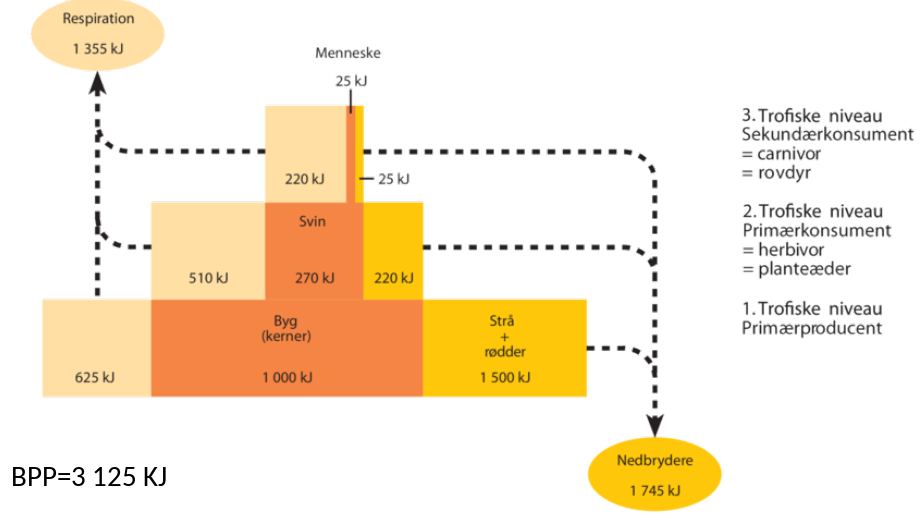 Respiration
1 355 kJ
Menneske
25 kJ
220 kJ
25 kJ
Svin
510 kJ
270 kJ
220 kJ
Byg
(kerner)
Strå
+
rødder
625 kJ
1 000 kJ
1 500 kJ
3. Trofiske niveau
Sekundærkonsument
= carnivor
= rovdyr
2. Trofiske niveau
Primærkonsument
= herbivor
= planteæder
1. Trofiske niveau
Primærproducent
Nedbrydere
1 745 kJ
BPP=3 125 KJ